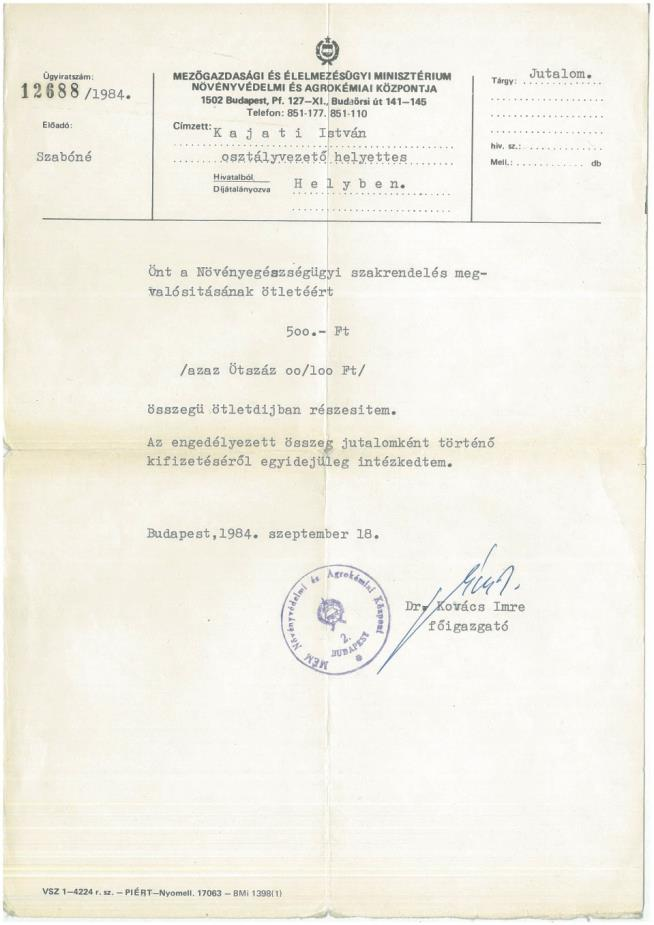 Ügyiratszám:
12688/1984.
Előadó:
Szabóné
MEZŐGAZDASÁGI ÉS ÉLELMEZÉSÜGYI MINISZTÉRIUM
NÖVÉNYVÉDELMI ÉS AGROKÉMIAI KÖZPONTJA
1502 Budapest, Pf. 127–XI., Budaörsi út 141–145
Telefon: 851-177. 851-110
Címzett: Kajati István
osztályvezető helyettes
Hivatalból
Díjátalányozva
Helyben.
Tárgy: Jutalom.
hiv. sz.:
Mell.: db
Önt a Növényegészségügyi szakrendelés meg-
valósitásának ötletéért
500.- Ft
/azaz Ötszáz oo/loo Ft/
összegü ötletdijban részesitem.
Az engedélyezett összeg jutalomként történő
kifizetéséről egyidejüleg intézkedtem.
Budapest,1984. szeptember 18.
MÉM Növényvédelmi és Agrokémiai Központ
2.
BUDAPEST
Dr. Kovács Imre
főigazgató
VSZ 1–4224 r. sz. – PIÉRT–Nyomell. 17063 – BMi 1398(1)